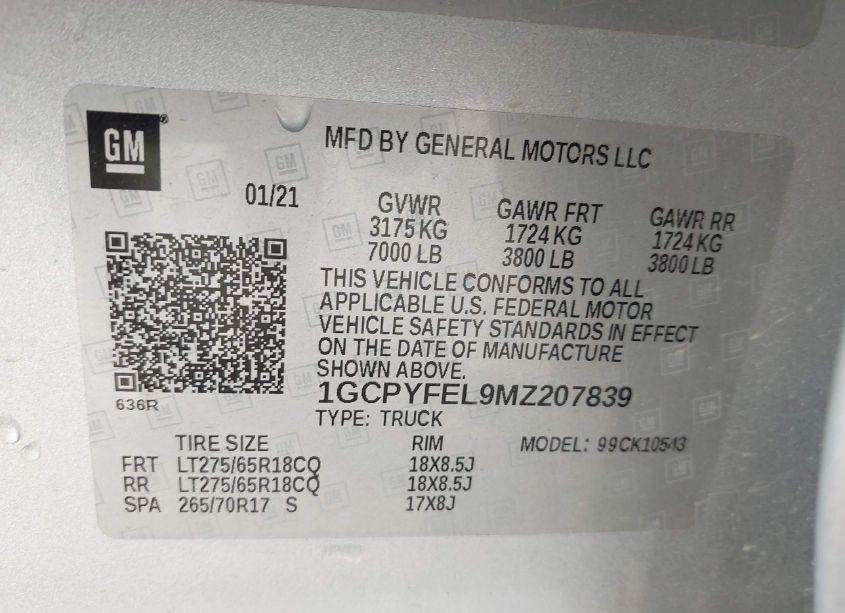 GM
MFD BY GENERAL MOTORS LLC
01/21
GVWR GAWR FRT GAWR RR
3175 KG 1724 KG 1724 KG
7000 LB 3800 LB 3800 LB
THIS VEHICLE CONFORMS TO ALL
APPLICABLE U.S. FEDERAL MOTOR
VEHICLE SAFETY STANDARDS IN EFFECT
ON THE DATE OF MANUFACTURE
SHOWN ABOVE.
636R
1GCPYFEL9MZ207839
TYPE: TRUCK
TIRE SIZE RIM MODEL: 99CK10543
FRT LT275/65R18CQ 18X8.5J
RR LT275/65R18CQ 18X8.5J
SPA 265/70R17 S 17X8J